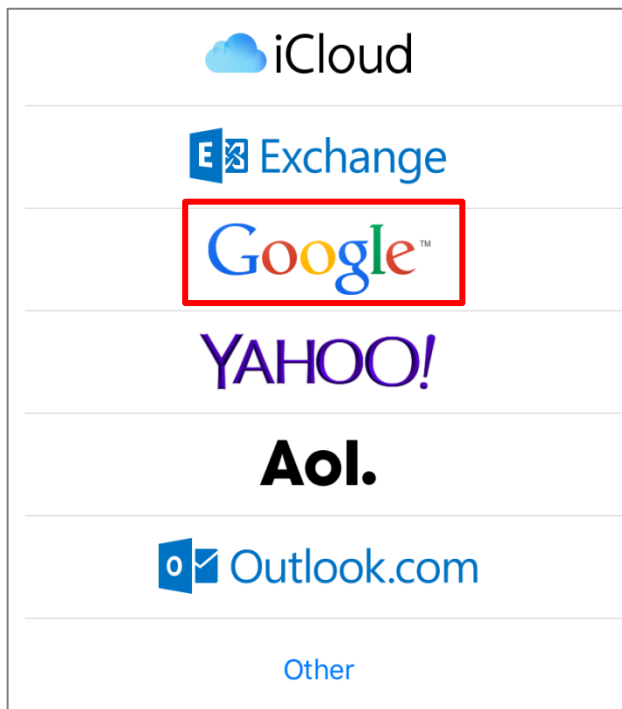 iCloud
E Exchange
Google™
YAHOO!
Aol.
o Outlook.com
Other